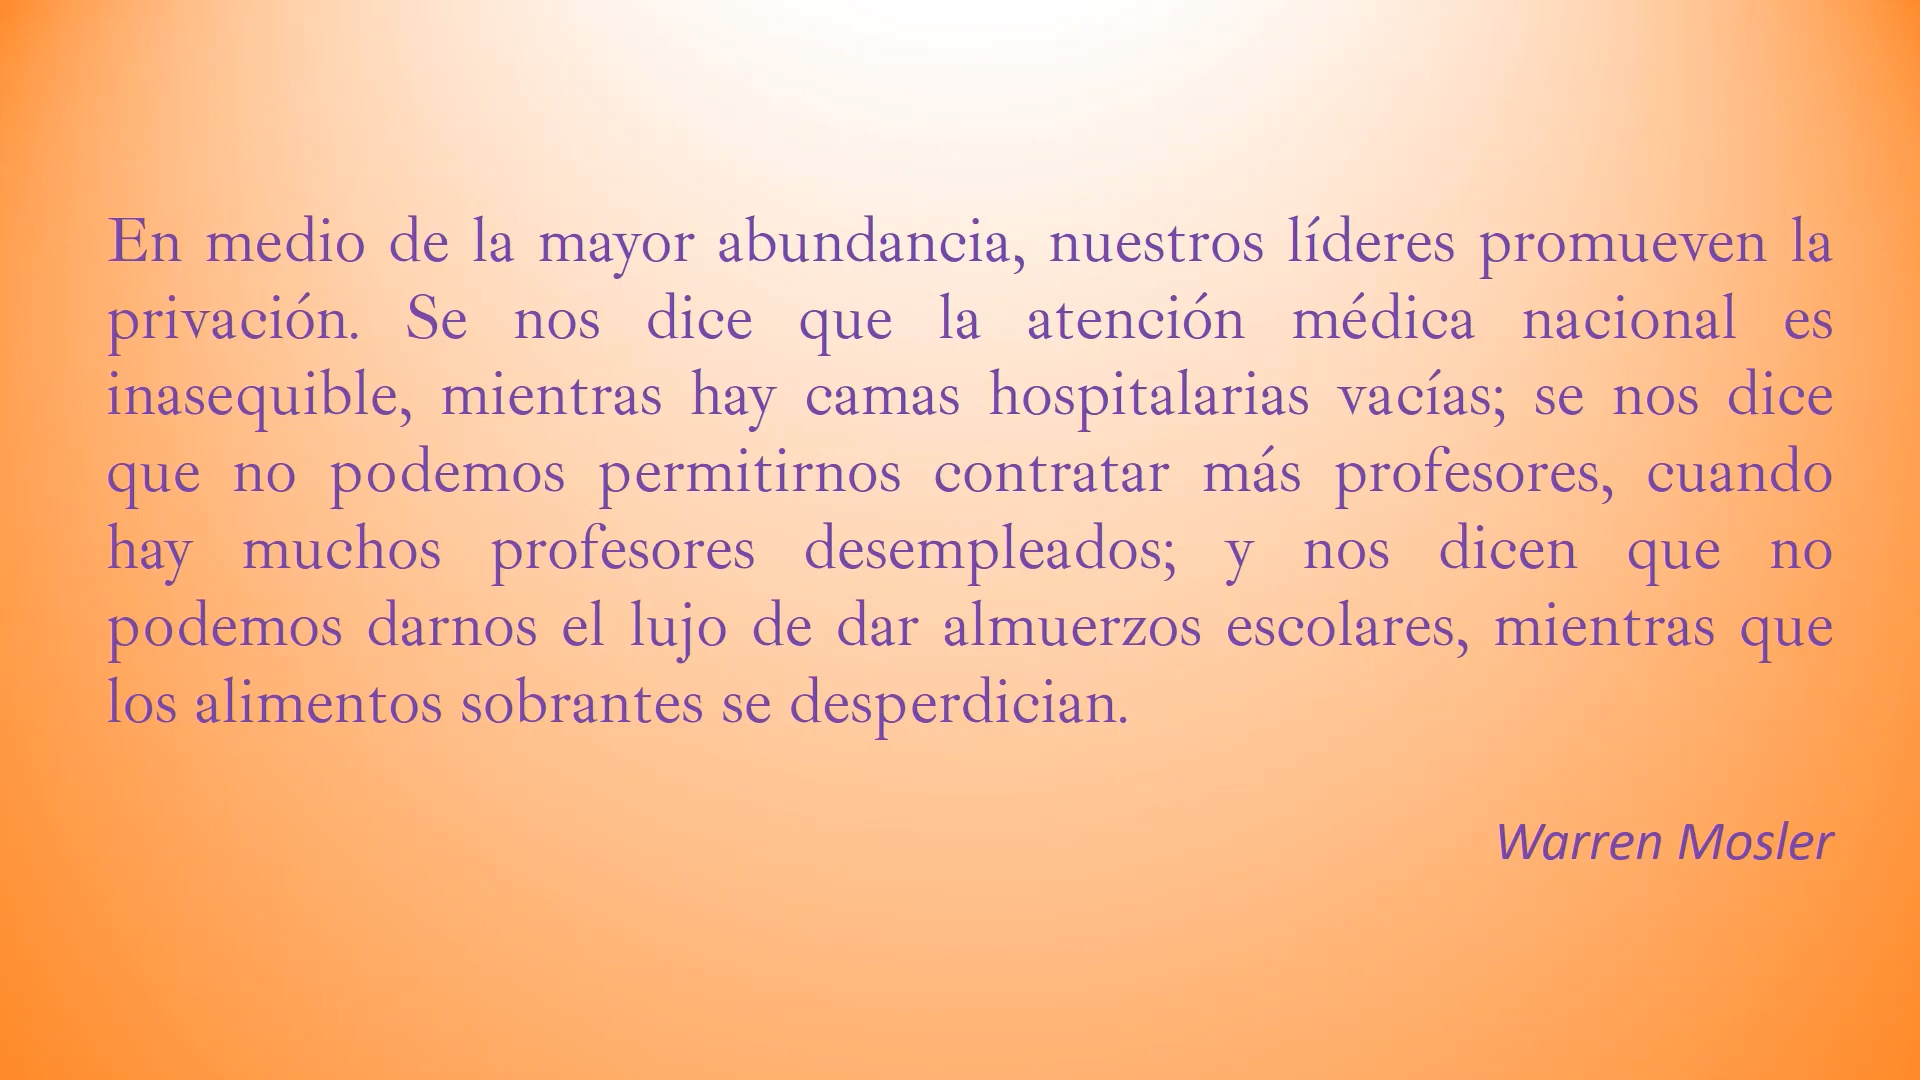 En medio de la mayor abundancia, nuestros líderes promueven la
privación. Se nos dice que la atención médica nacional es
inasequible, mientras hay camas hospitalarias vacías; se nos dice
que no podemos permitirnos contratar más profesores, cuando
hay muchos profesores desempleados; y nos dicen que no
podemos darnos el lujo de dar almuerzos escolares, mientras que
los alimentos sobrantes se desperdician.
Warren Mosler